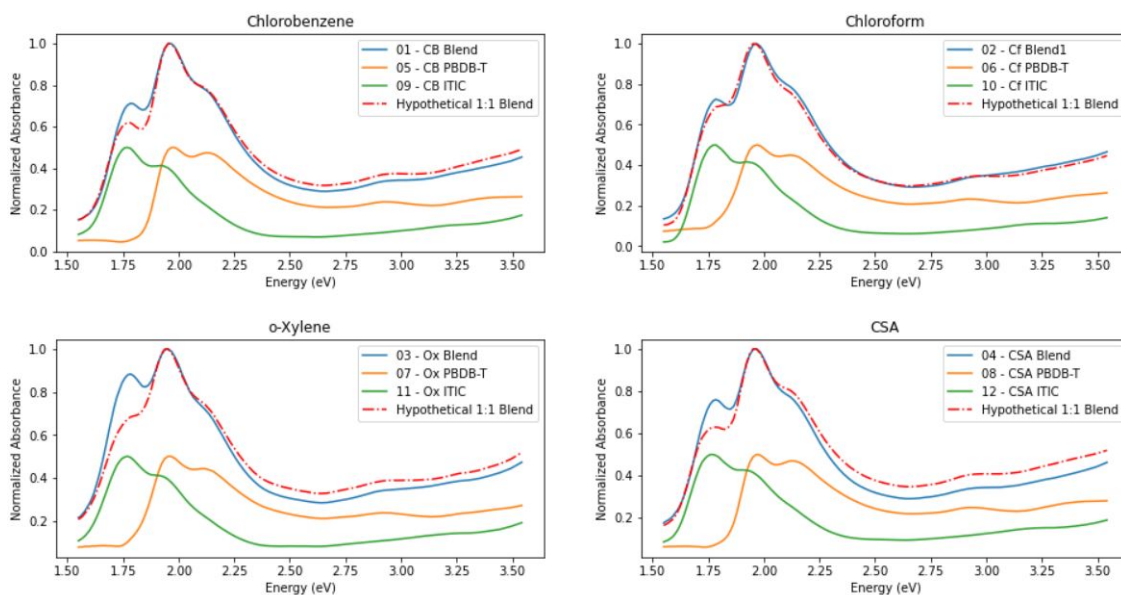 Chlorobenzene
1.0
0.8
0.6
0.4
0.2
0.0
Normalized Absorbance
01 - CB Blend
05 - CB PBDB-T
09 - CB ITIC
Hypothetical 1:1 Blend
1.50 1.75 2.00 2.25 2.50 2.75 3.00 3.25 3.50
Energy (eV)
Chloroform
1.0
0.8
0.6
0.4
0.2
0.0
Normalized Absorbance
02 - Cf Blend1
06 - Cf PBDB-T
10 - Cf ITIC
Hypothetical 1:1 Blend
1.50 1.75 2.00 2.25 2.50 2.75 3.00 3.25 3.50
Energy (eV)
o-Xylene
1.0
0.8
0.6
0.4
0.2
Normalized Absorbance
03 - Ox Blend
07 - Ox PBDB-T
11 - Ox ITIC
Hypothetical 1:1 Blend
1.50 1.75 2.00 2.25 2.50 2.75 3.00 3.25 3.50
Energy (eV)
CSA
1.0
0.8
0.6
0.4
0.2
Normalized Absorbance
04 - CSA Blend
08 - CSA PBDB-T
12 - CSA ITIC
Hypothetical 1:1 Blend
1.50 1.75 2.00 2.25 2.50 2.75 3.00 3.25 3.50
Energy (eV)